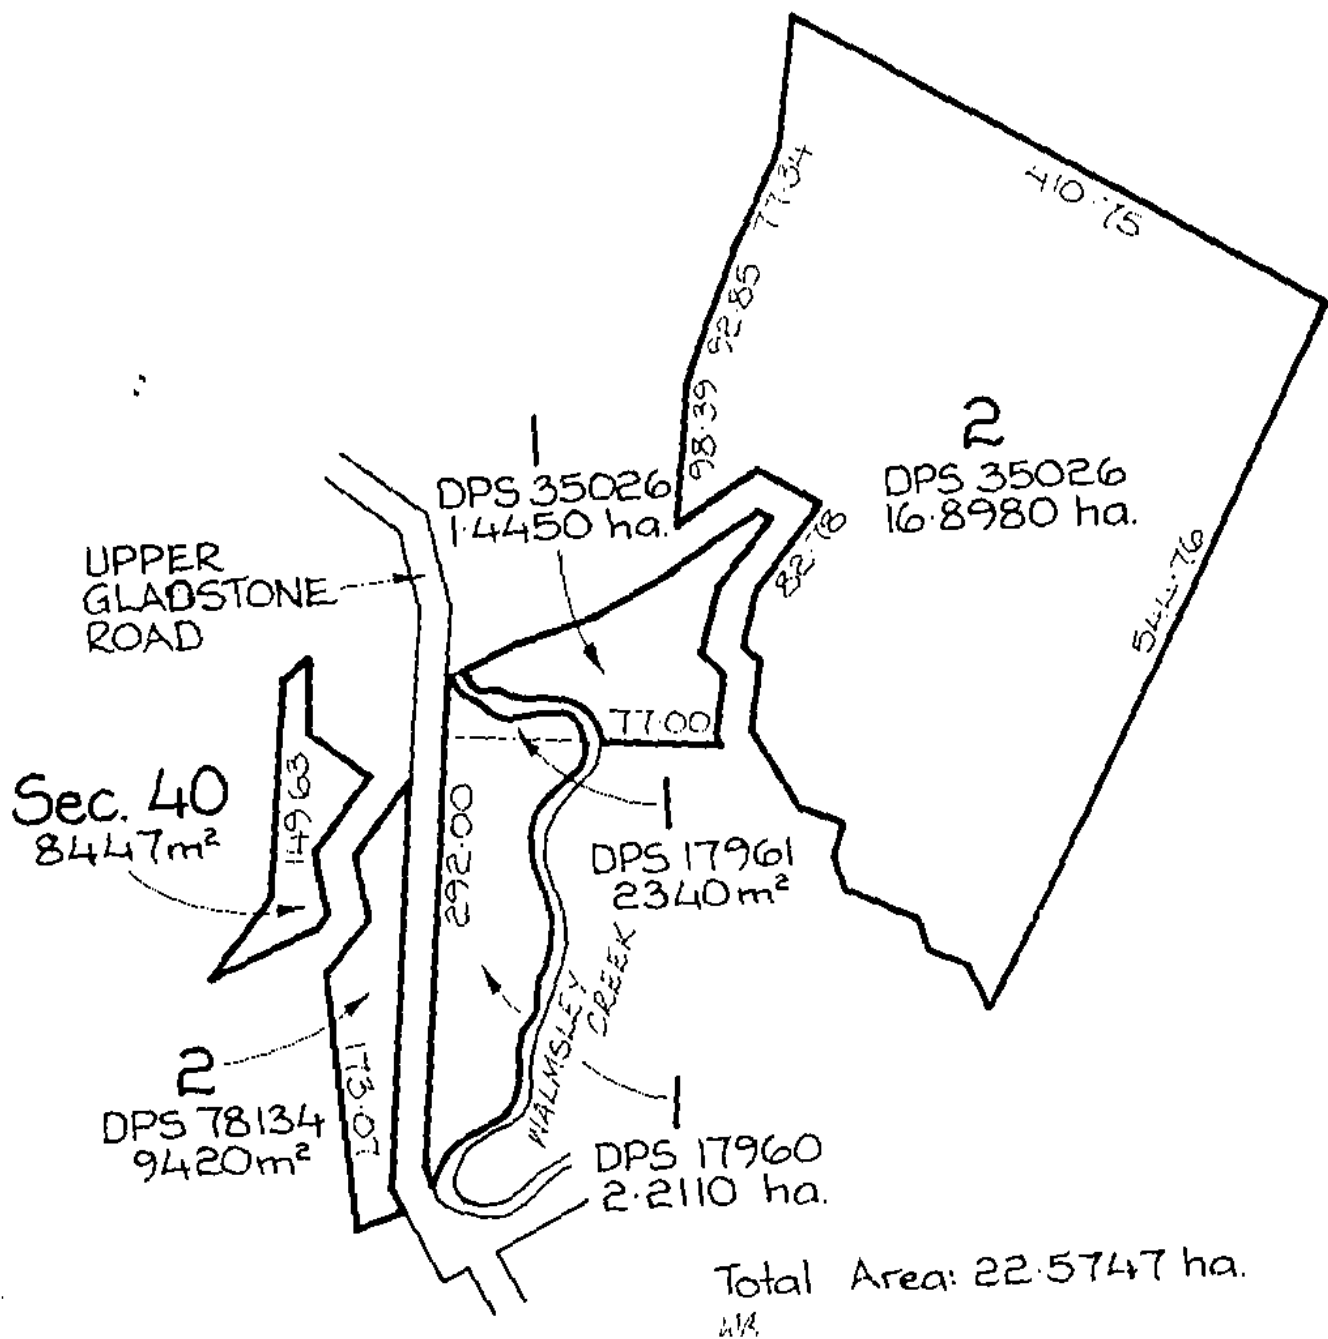 77.34
410.75
92.85
98.39
1
DPS 35026
1.4450 ha.
2
DPS 35026
16.8980 ha.
82.78
544.76
UPPER
GLADSTONE
ROAD
77.00
Sec. 40
8447m²
149.63
292.00
1
DPS 17961
2340m²
WALMSLEY
CREEK
2
DPS 78134
9420m²
173.07
1
DPS 17960
2.2110 ha.
Total Area: 22.5747 ha.